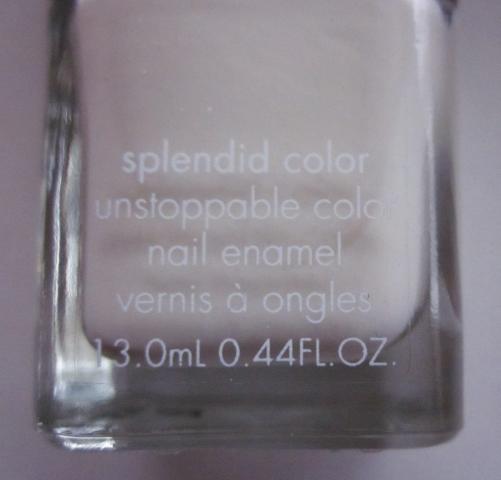 splendid color
unstoppable color
nail enamel
vernis à ongles
13.0mL 0.44FL.OZ.